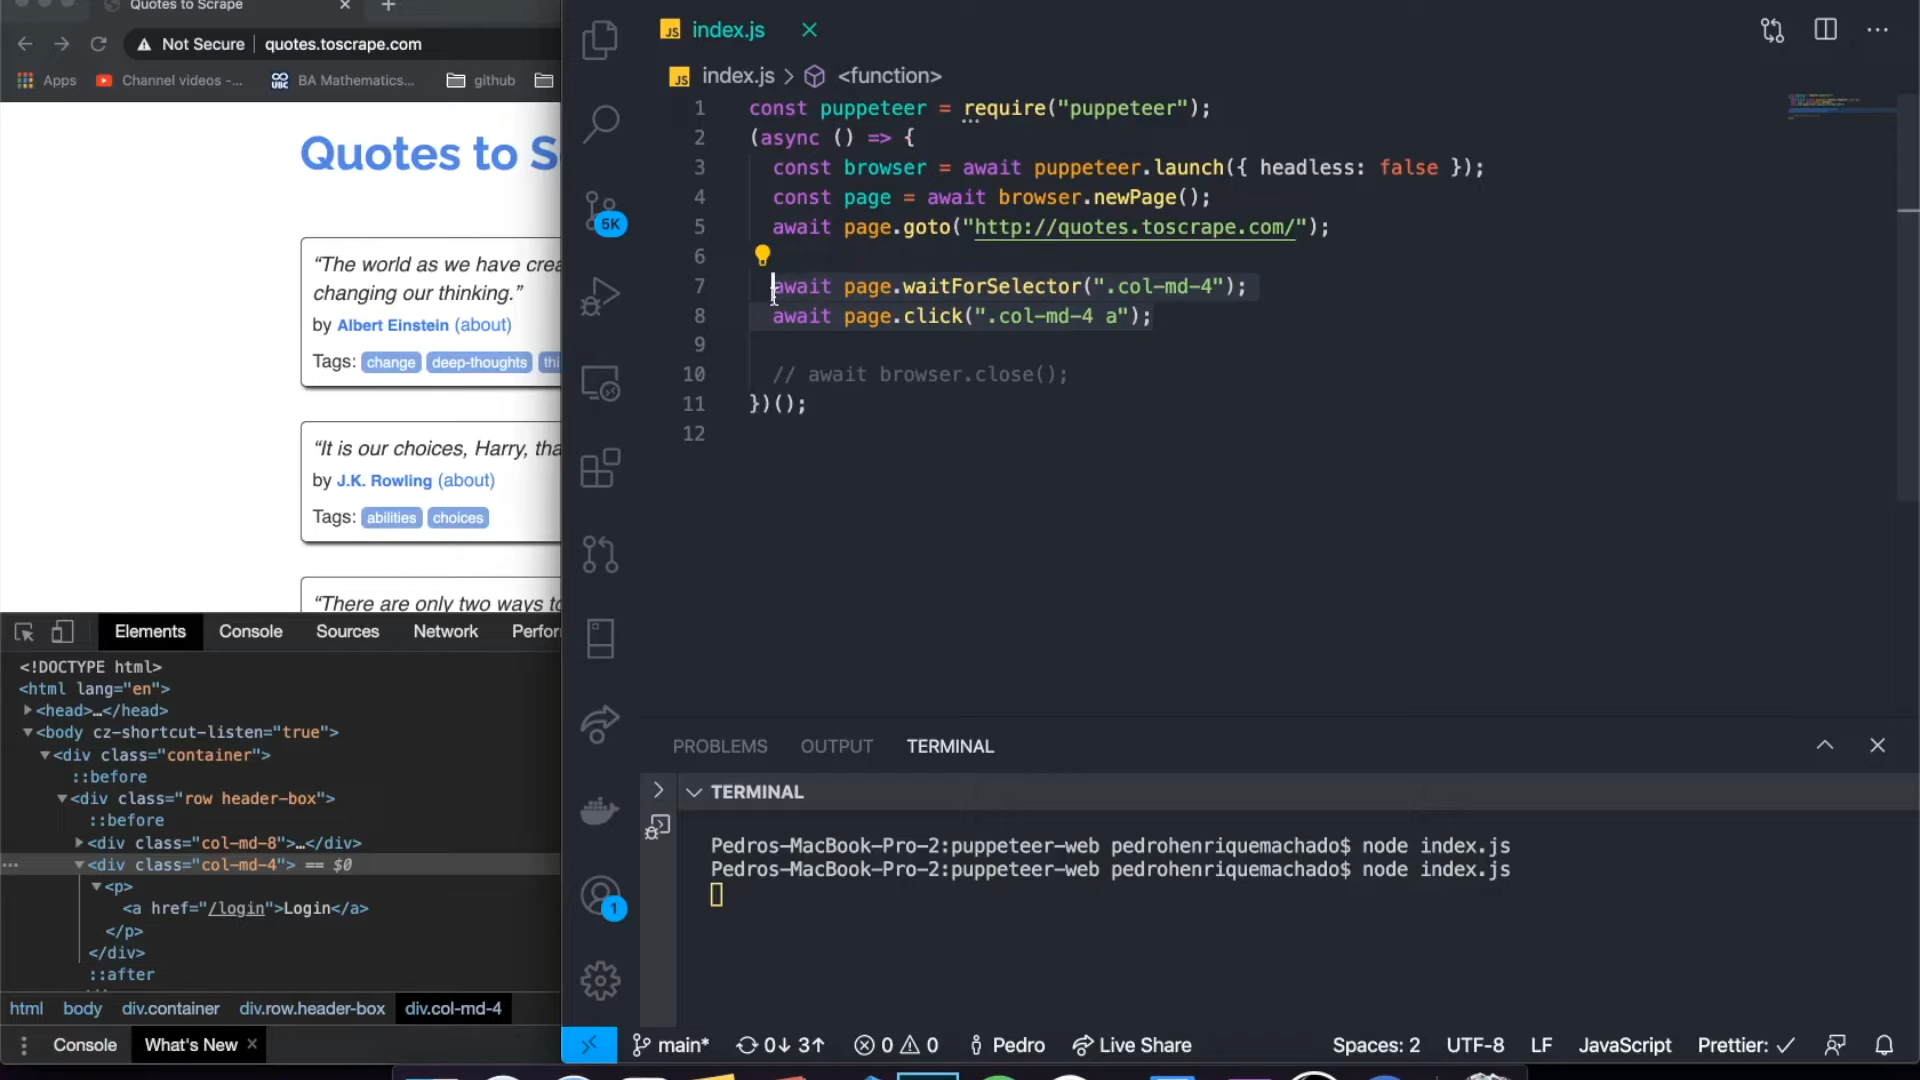 Quotes to Scrape
Not Secure
quotes.toscrape.com
Apps
Channel videos -...
BA Mathematics...
github
Quotes to S
“The world as we have crea
changing our thinking.”
by Albert Einstein (about)
Tags: change deep-thoughts thi
“It is our choices, Harry, tha
by J.K. Rowling (about)
Tags: abilities choices
“There are only two ways to
Elements
Console
Sources
Network
Perfor
<!DOCTYPE html>
<html lang="en">
<head>…</head>
<body cz-shortcut-listen="true">
<div class="container">
::before
<div class="row header-box">
::before
<div class="col-md-8">…</div>
<div class="col-md-4"> == $0
<p>
<a href="/login">Login</a>
</p>
</div>
::after
html
body
div.container
div.row.header-box
div.col-md-4
Console
What's New
JS index.js
JS index.js > <function>
1 const puppeteer = require("puppeteer");
2 (async () => {
3 const browser = await puppeteer.launch({ headless: false });
4 const page = await browser.newPage();
5 await page.goto("http://quotes.toscrape.com/");
6
7 await page.waitForSelector(".col-md-4");
8 await page.click(".col-md-4 a");
9
10 // await browser.close();
11 })();
12
5K
1
PROBLEMS
OUTPUT
TERMINAL
TERMINAL
Pedros-MacBook-Pro-2:puppeteer-web pedrohenriquemachado$ node index.js
Pedros-MacBook-Pro-2:puppeteer-web pedrohenriquemachado$ node index.js
main*
0↓ 3↑
0
0
Pedro
Live Share
Spaces: 2
UTF-8
LF
JavaScript
Prettier: ✓